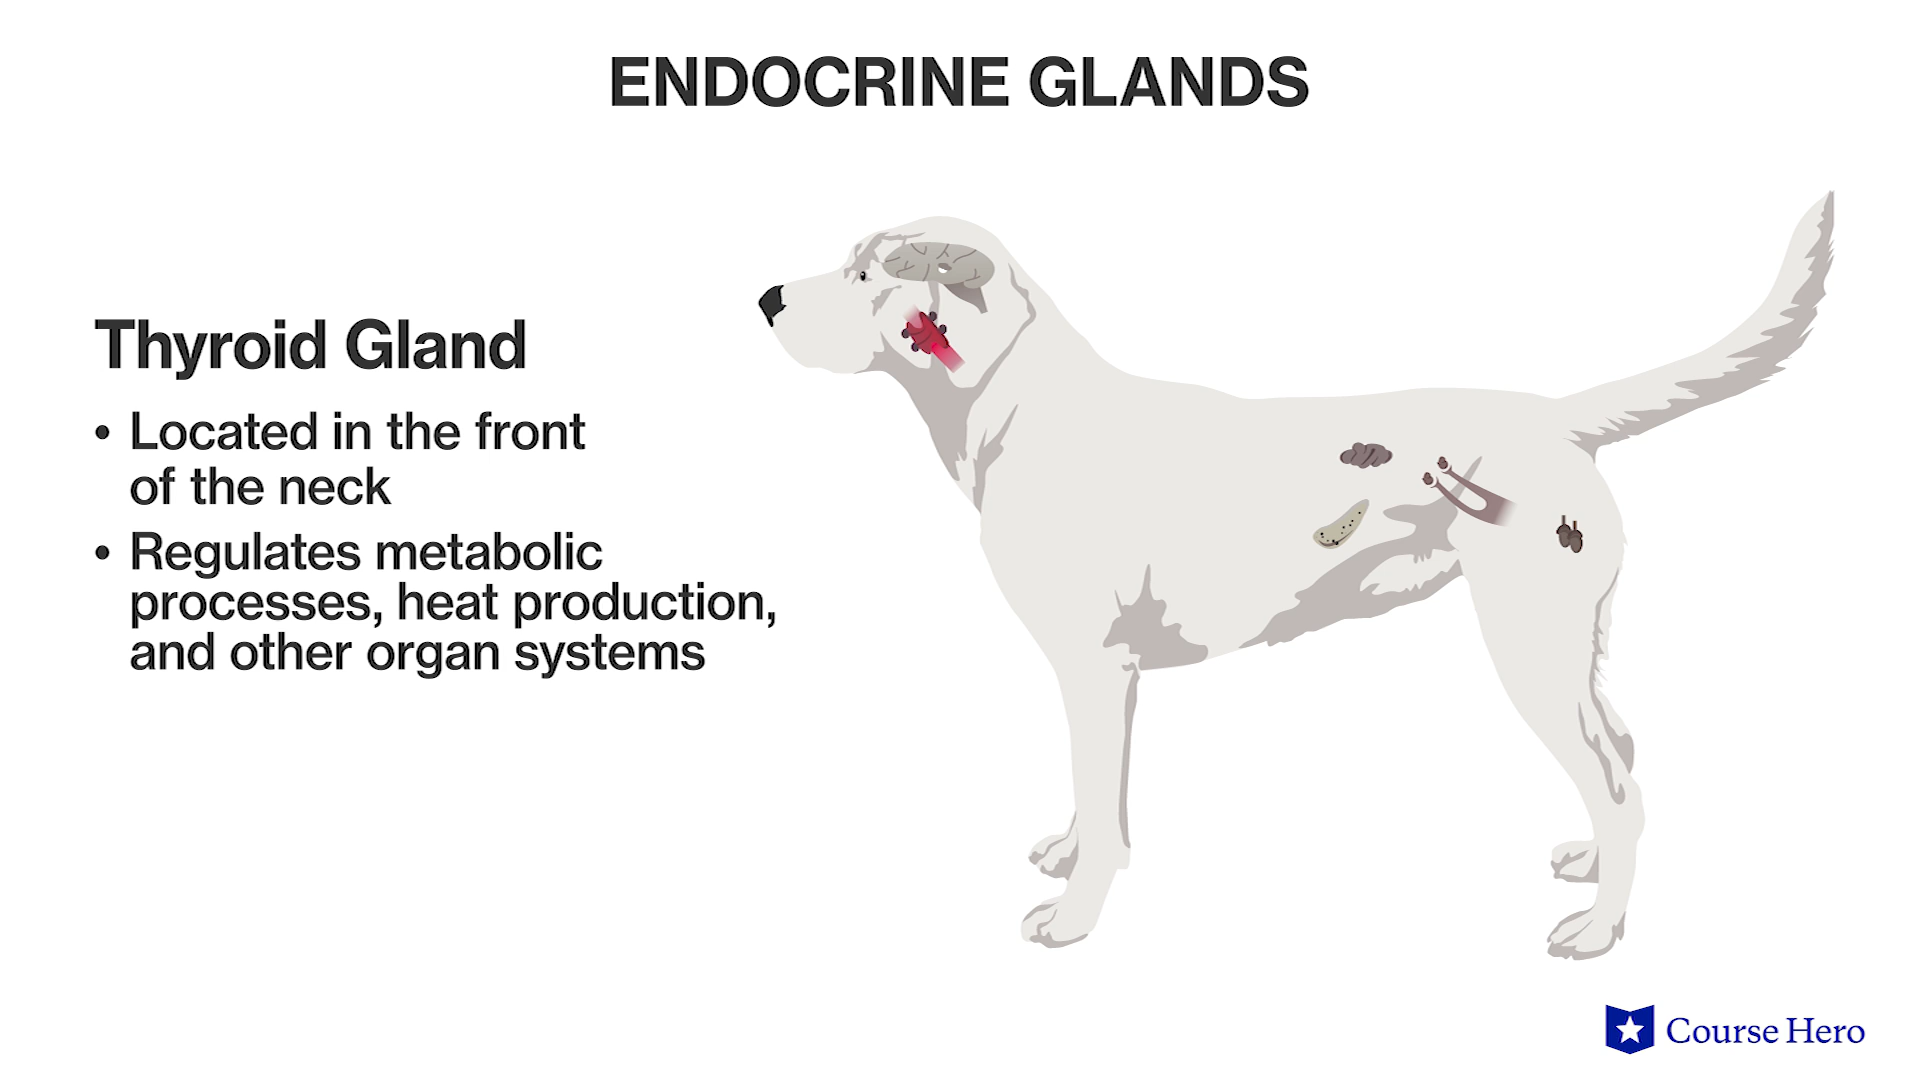 ENDOCRINE GLANDS
Thyroid Gland
• Located in the front
of the neck
• Regulates metabolic
processes, heat production,
and other organ systems
Course Hero